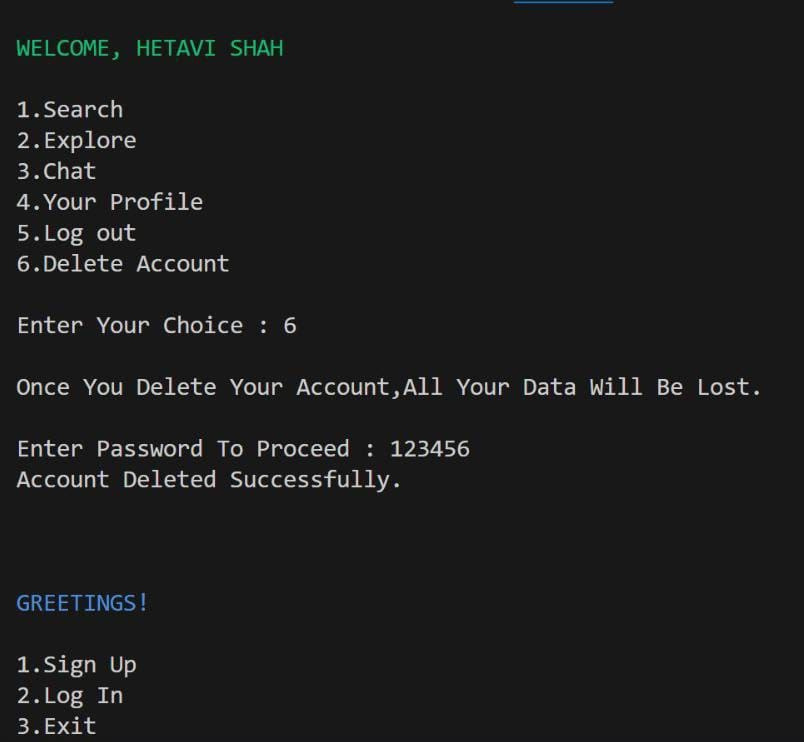 WELCOME, HETAVI SHAH
1.Search
2.Explore
3.Chat
4.Your Profile
5.Log out
6.Delete Account
Enter Your Choice : 6
Once You Delete Your Account,All Your Data Will Be Lost.
Enter Password To Proceed : 123456
Account Deleted Successfully.
GREETINGS!
1.Sign Up
2.Log In
3.Exit